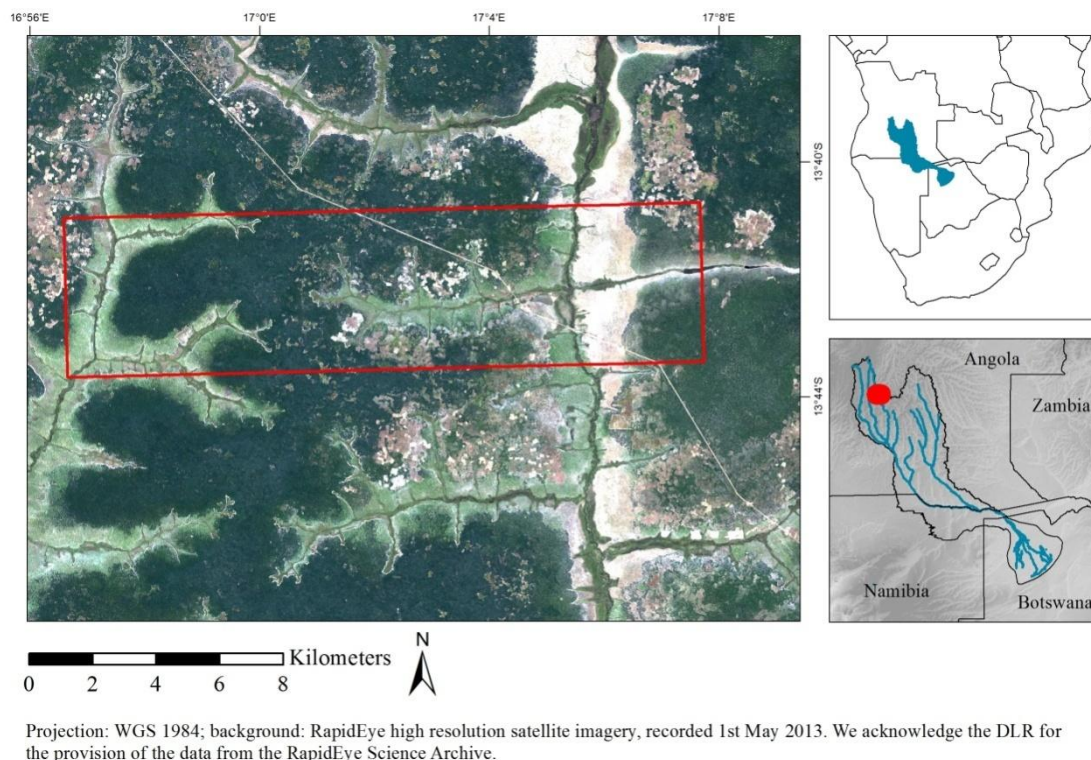 16°56'E
17°0'E
17°4'E
17°8'E
13°40'S
13°44'S
Angola
Zambia
Namibia
Botswana
N
Kilometers
0 2 4 6 8
Projection: WGS 1984; background: RapidEye high resolution satellite imagery, recorded 1st May 2013. We acknowledge the DLR for
the provision of the data from the RapidEye Science Archive.